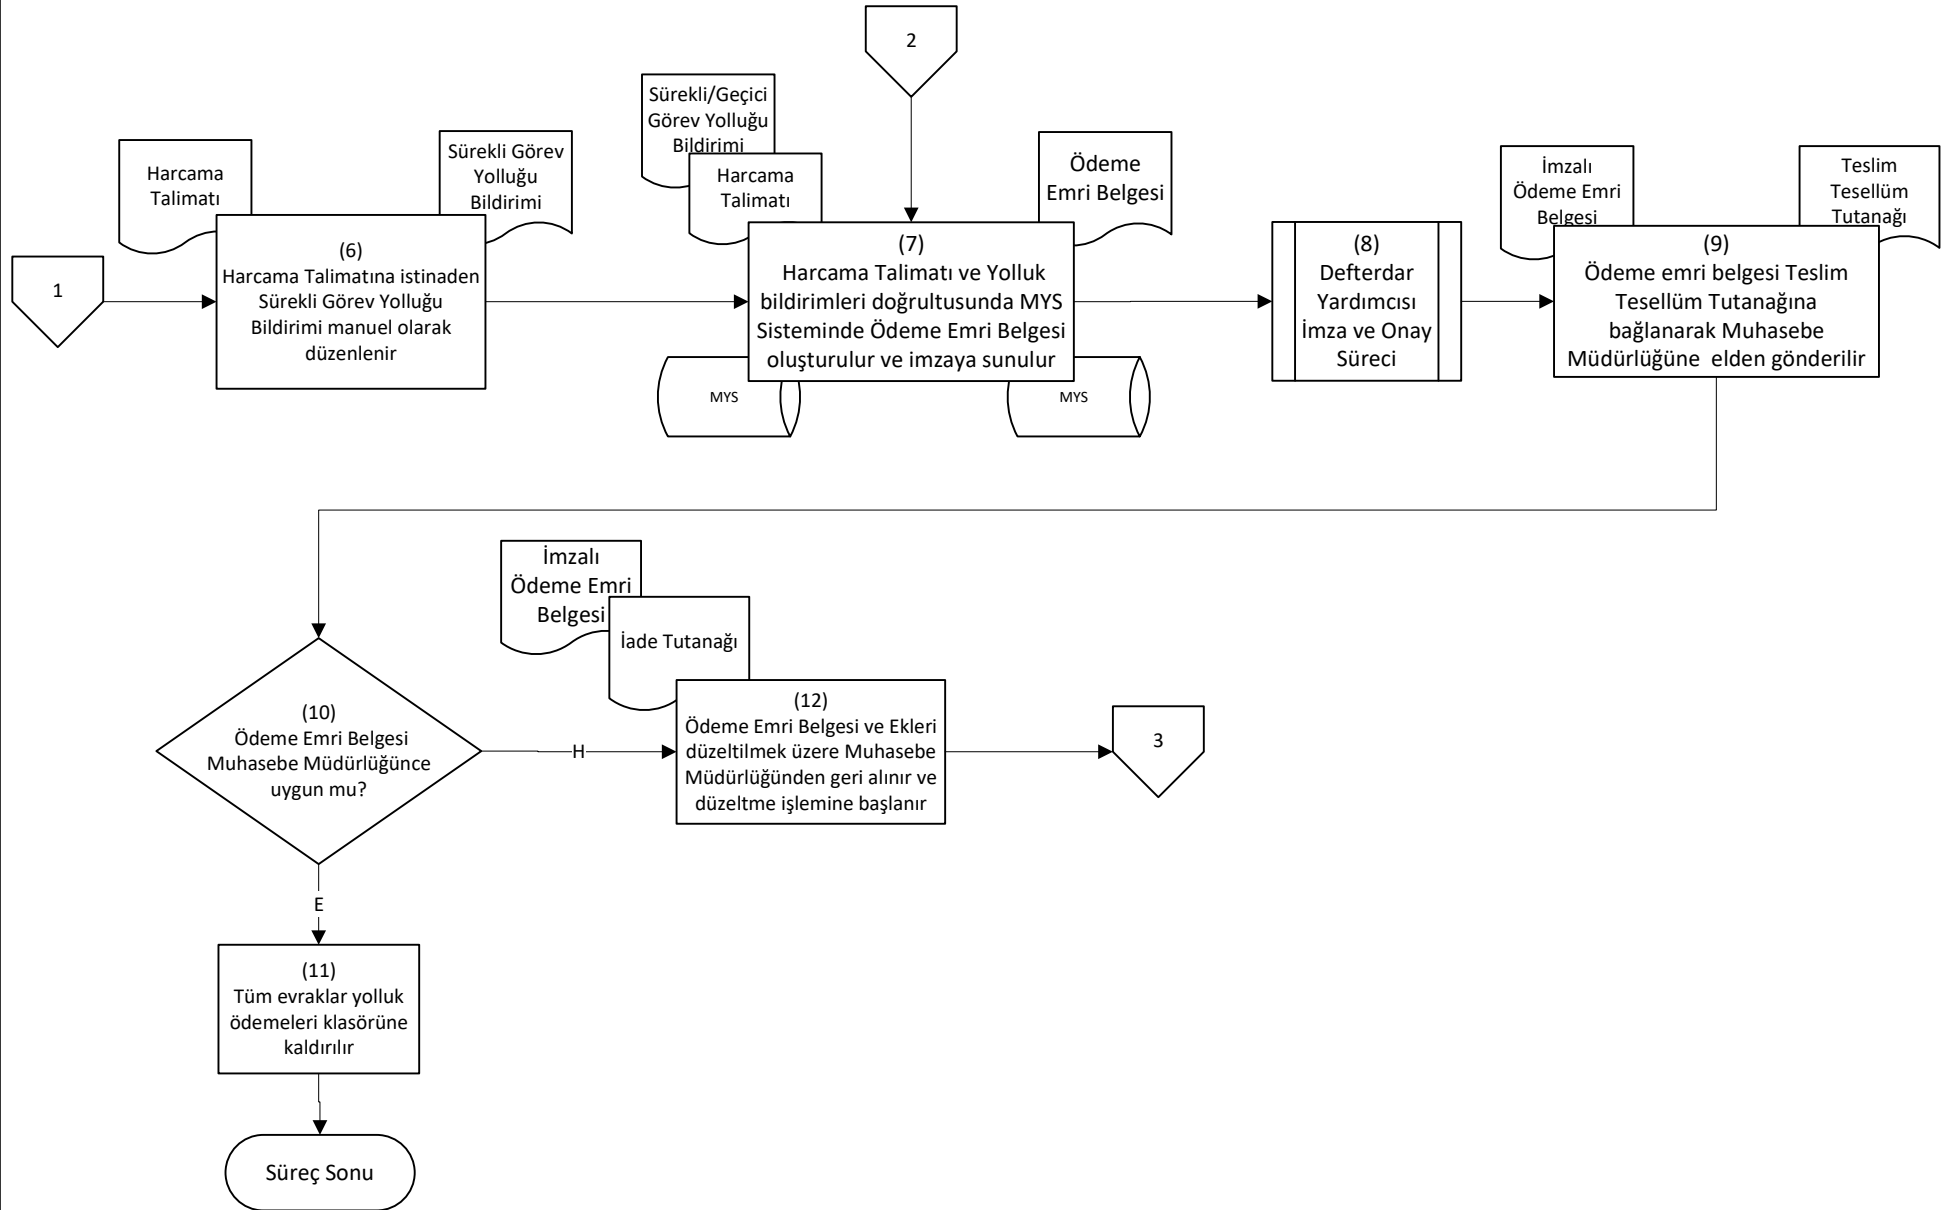 2
Harcama
Talimatı
Sürekli Görev
Yolluğu
Bildirimi
Sürekli/Geçici
Görev Yolluğu
Bildirimi
Harcama
Talimatı
Ödeme
Emri Belgesi
İmzalı
Ödeme Emri
Belgesi
Teslim
Tesellüm
Tutanağı
1
(6)
Harcama Talimatına istinaden
Sürekli Görev Yolluğu
Bildirimi manuel olarak
düzenlenir
(7)
Harcama Talimatı ve Yolluk
bildirimleri doğrultusunda MYS
Sisteminde Ödeme Emri Belgesi
oluşturulur ve imzaya sunulur
MYS
MYS
(8)
Defterdar
Yardımcısı
İmza ve Onay
Süreci
(9)
Ödeme emri belgesi Teslim
Tesellüm Tutanağına
bağlanarak Muhasebe
Müdürlüğüne elden gönderilir
İmzalı
Ödeme Emri
Belgesi
İade Tutanağı
(10)
Ödeme Emri Belgesi
Muhasebe Müdürlüğünce
uygun mu?
H
(12)
Ödeme Emri Belgesi ve Ekleri
düzeltilmek üzere Muhasebe
Müdürlüğünden geri alınır ve
düzeltme işlemine başlanır
3
E
(11)
Tüm evraklar yolluk
ödemeleri klasörüne
kaldırılır
Süreç Sonu